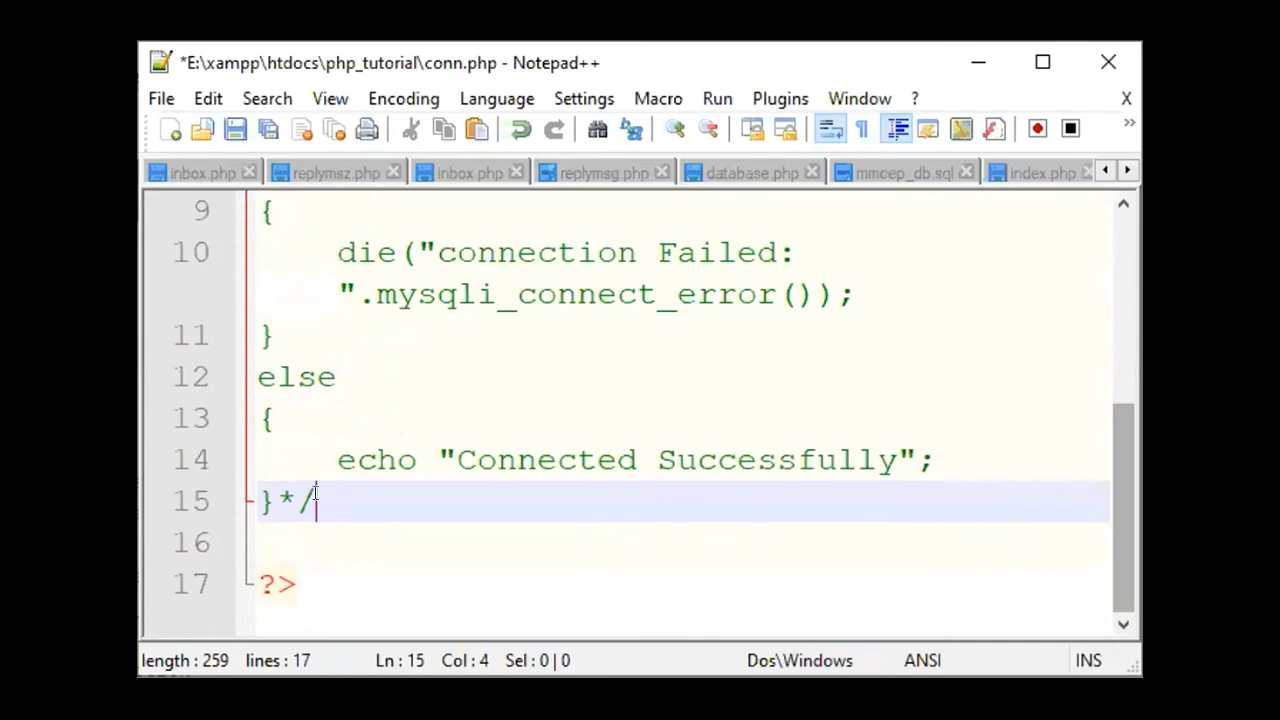 *E:\xampp\htdocs\php_tutorial\conn.php - Notepad++
File Edit Search View Encoding Language Settings Macro Run Plugins Window ? X
inbox.php replymsz.php inbox.php replymsg.php database.php mmcep_db.sql index.php
9 {
10 die("connection Failed:
".mysqli_connect_error());
11 }
12 else
13 {
14 echo "Connected Successfully";
15 }*/
16
17 ?>
length : 259 lines : 17 Ln : 15 Col : 4 Sel : 0 | 0 Dos\Windows ANSI INS